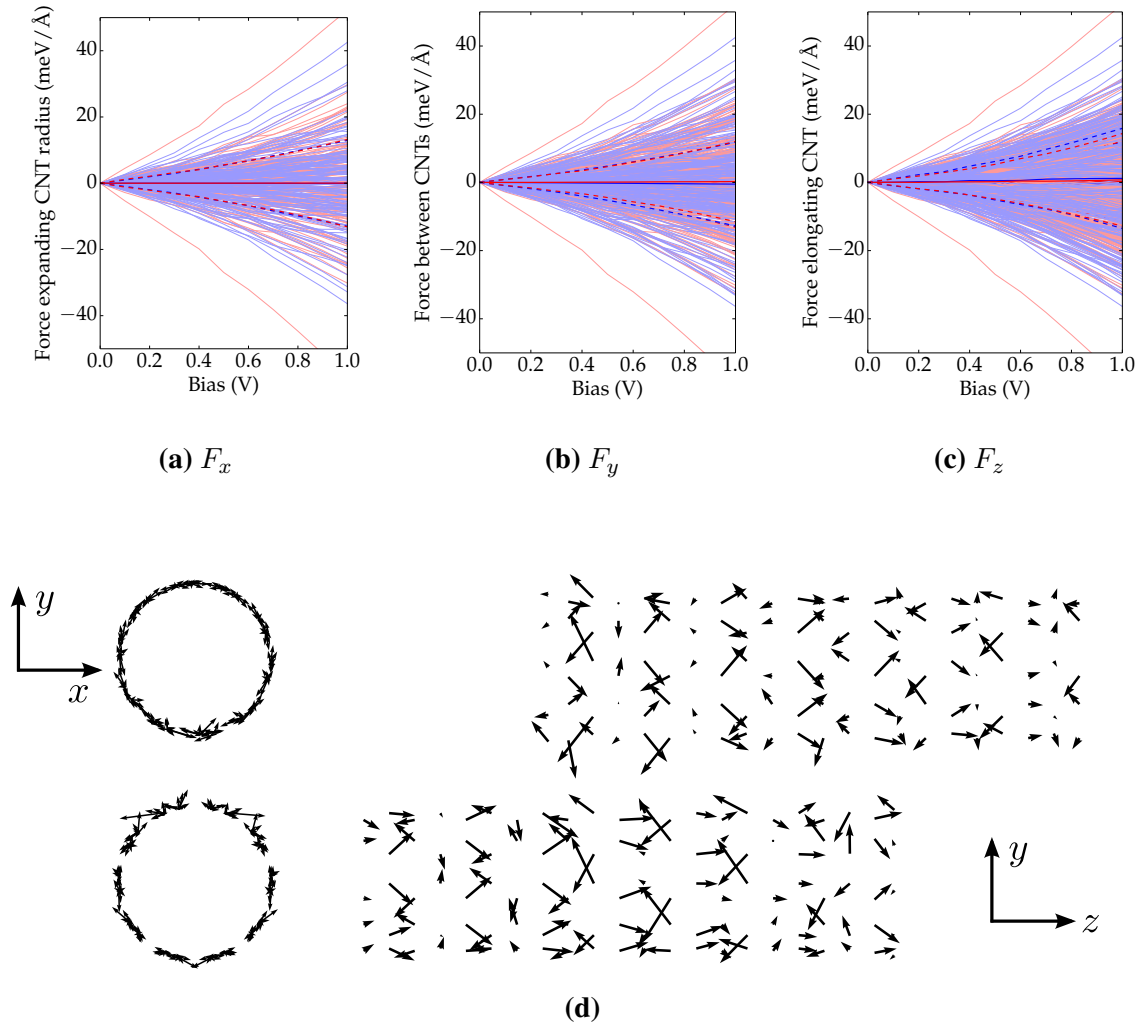 Force expanding CNT radius (meV/Å)
40
20
0
−20
−40
0.0 0.2 0.4 0.6 0.8 1.0
Bias (V)
(a) Fx
Force between CNTs (meV/Å)
40
20
0
−20
−40
0.0 0.2 0.4 0.6 0.8 1.0
Bias (V)
(b) Fy
Force elongating CNT (meV/Å)
40
20
0
−20
−40
0.0 0.2 0.4 0.6 0.8 1.0
Bias (V)
(c) Fz
y
x
y
z
(d)